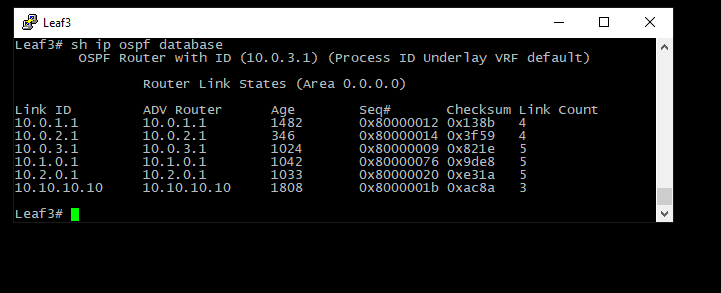 Leaf3
Leaf3# sh ip ospf database
OSPF Router with ID (10.0.3.1) (Process ID Underlay VRF default)
Router Link States (Area 0.0.0.0)
Link ID ADV Router Age Seq# Checksum Link Count
10.0.1.1 10.0.1.1 1482 0x80000012 0x138b 4
10.0.2.1 10.0.2.1 346 0x80000014 0x3f59 4
10.0.3.1 10.0.3.1 1024 0x80000009 0x821e 5
10.1.0.1 10.1.0.1 1042 0x80000076 0x9de8 5
10.2.0.1 10.2.0.1 1033 0x80000020 0xe31a 5
10.10.10.10 10.10.10.10 1808 0x8000001b 0xac8a 3
Leaf3#